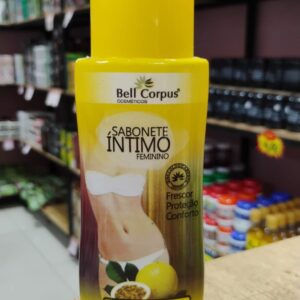 Bell Corpus
COSMÉTICOS
SABONETE
ÍNTIMO
FEMININO
Frescor
Proteção
Conforto